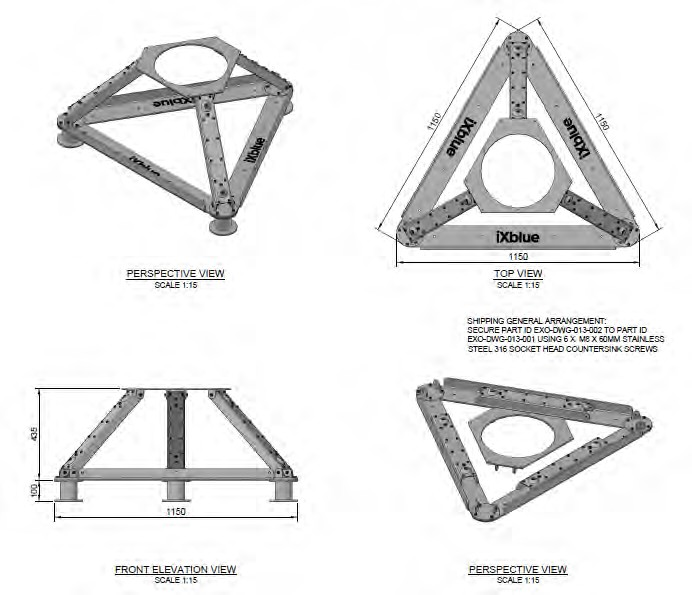 iXblue
iXblue
iXblue
PERSPECTIVE VIEW
SCALE 1:15
1150
1150
iXblue
iXblue
iXblue
1150
TOP VIEW
SCALE 1:15
SHIPPING GENERAL ARRANGEMENT:
SECURE PART ID EXO-DWG-013-002 TO PART ID
EXO-DWG-013-001 USING 6 X M8 X 60MM STAINLESS
STEEL 316 SOCKET HEAD COUNTERSINK SCREWS
435
100
1150
FRONT ELEVATION VIEW
SCALE 1:15
PERSPECTIVE VIEW
SCALE 1:15